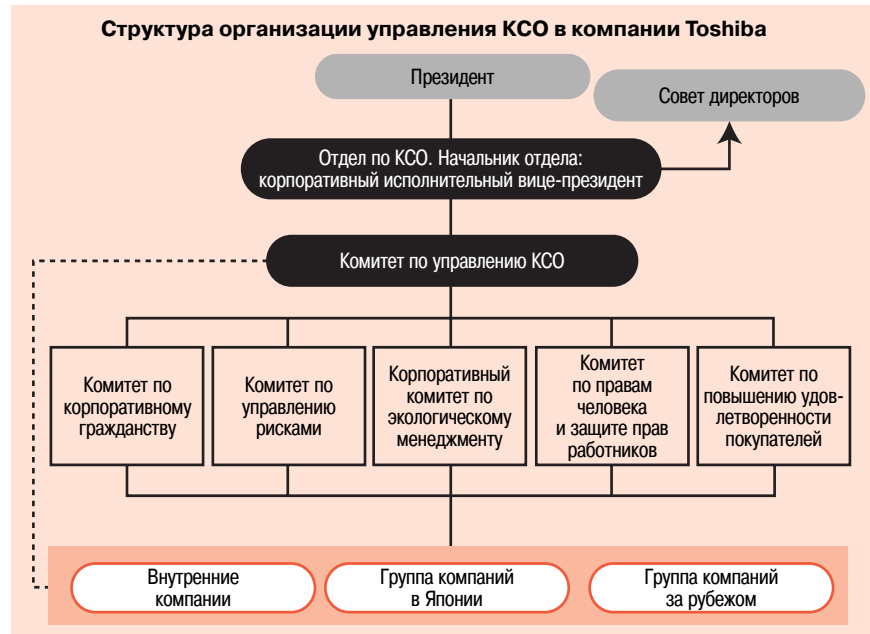 Структура организации управления КСО в компании Toshiba
Президент
Совет директоров
Отдел по КСО. Начальник отдела:
корпоративный исполнительный вице-президент
Комитет по управлению КСО
Комитет по
корпоративному
гражданству
Комитет по
управлению
рисками
Корпоративный
комитет по
экологическому
менеджменту
Комитет
по правам
человека
и защите прав
работников
Комитет по
повышению удов-
летворенности
покупателей
Внутренние
компании
Группа компаний
в Японии
Группа компаний
за рубежом